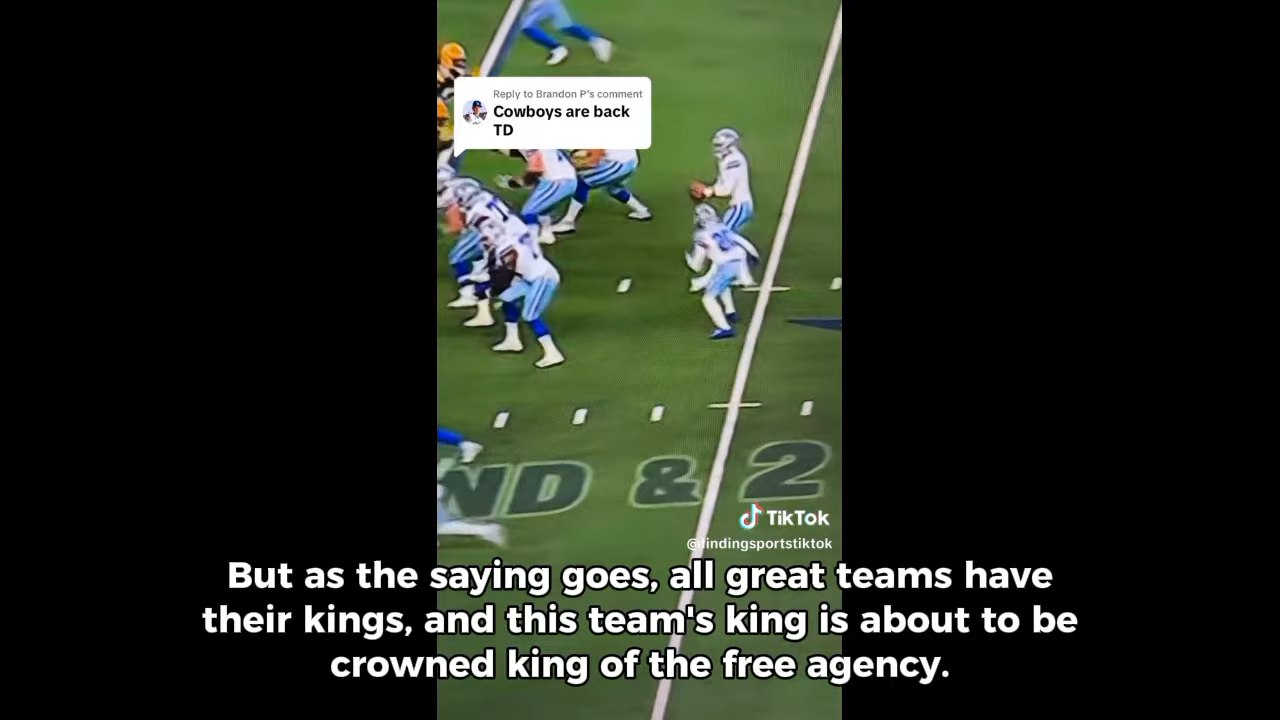 Reply to Brandon P's comment
Cowboys are back
TD
ND & 2
TikTok
@findingsportstiktok
But as the saying goes, all great teams have
their kings, and this team's king is about to be
crowned king of the free agency.